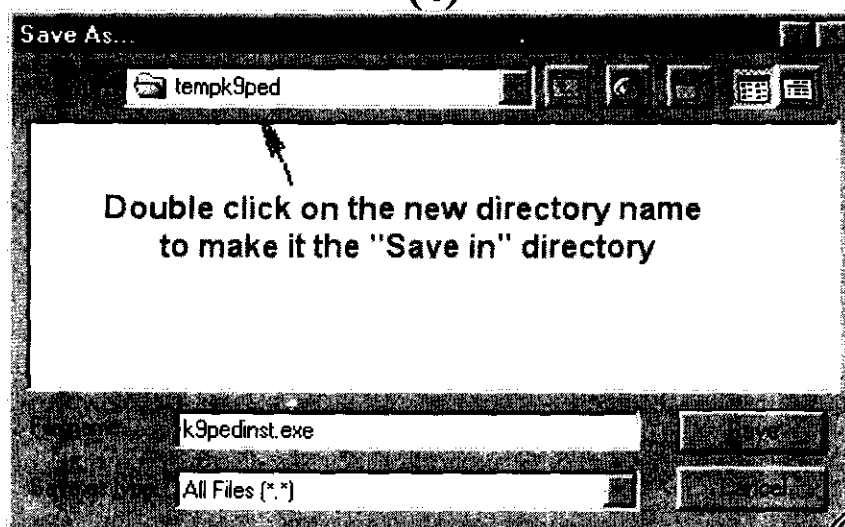 Save As...
tempk9ped
Double click on the new directory name
to make it the "Save in" directory
k9pedinst.exe
All Files (*.*)